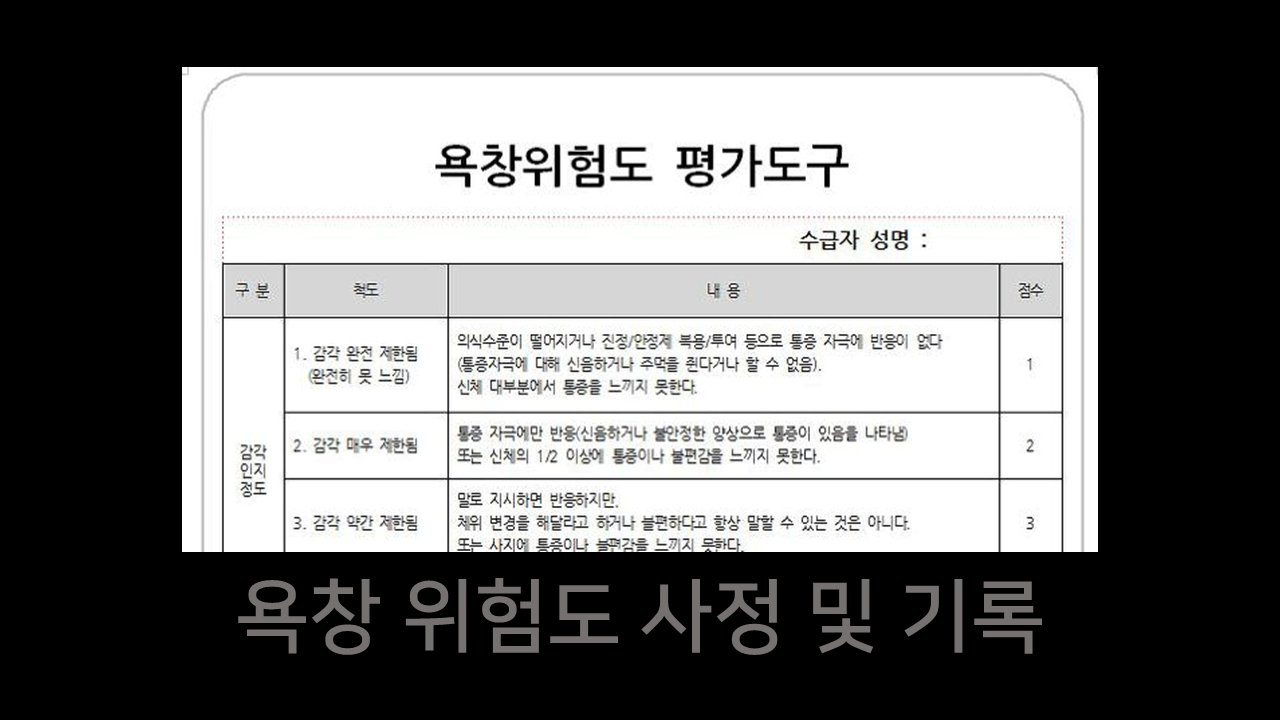 욕창위험도 평가도구
수급자 성명 :
구 분 척도 내 용 점수
감각
인지
정도
1. 감각 완전 제한됨
(완전히 못 느낌)
의식수준이 떨어지거나 진정/안정제 복용/투여 등으로 통증 자극에 반응이 없다
(통증자극에 대해 신음하거나 주먹을 쥔다거나 할 수 없음).
신체 대부분에서 통증을 느끼지 못한다.
1
2. 감각 매우 제한됨
통증 자극에만 반응(신음하거나 불안정한 양상으로 통증이 있음을 나타냄)
또는 신체의 1/2 이상에 통증이나 불편감을 느끼지 못한다.
2
3. 감각 약간 제한됨
말로 지시하면 반응하지만,
체위 변경을 해달라고 하거나 불편하다고 항상 말할 수 있는 것은 아니다.
또는 사지에 통증이나 불편감을 느끼지 못한다.
3
욕창 위험도 사정 및 기록